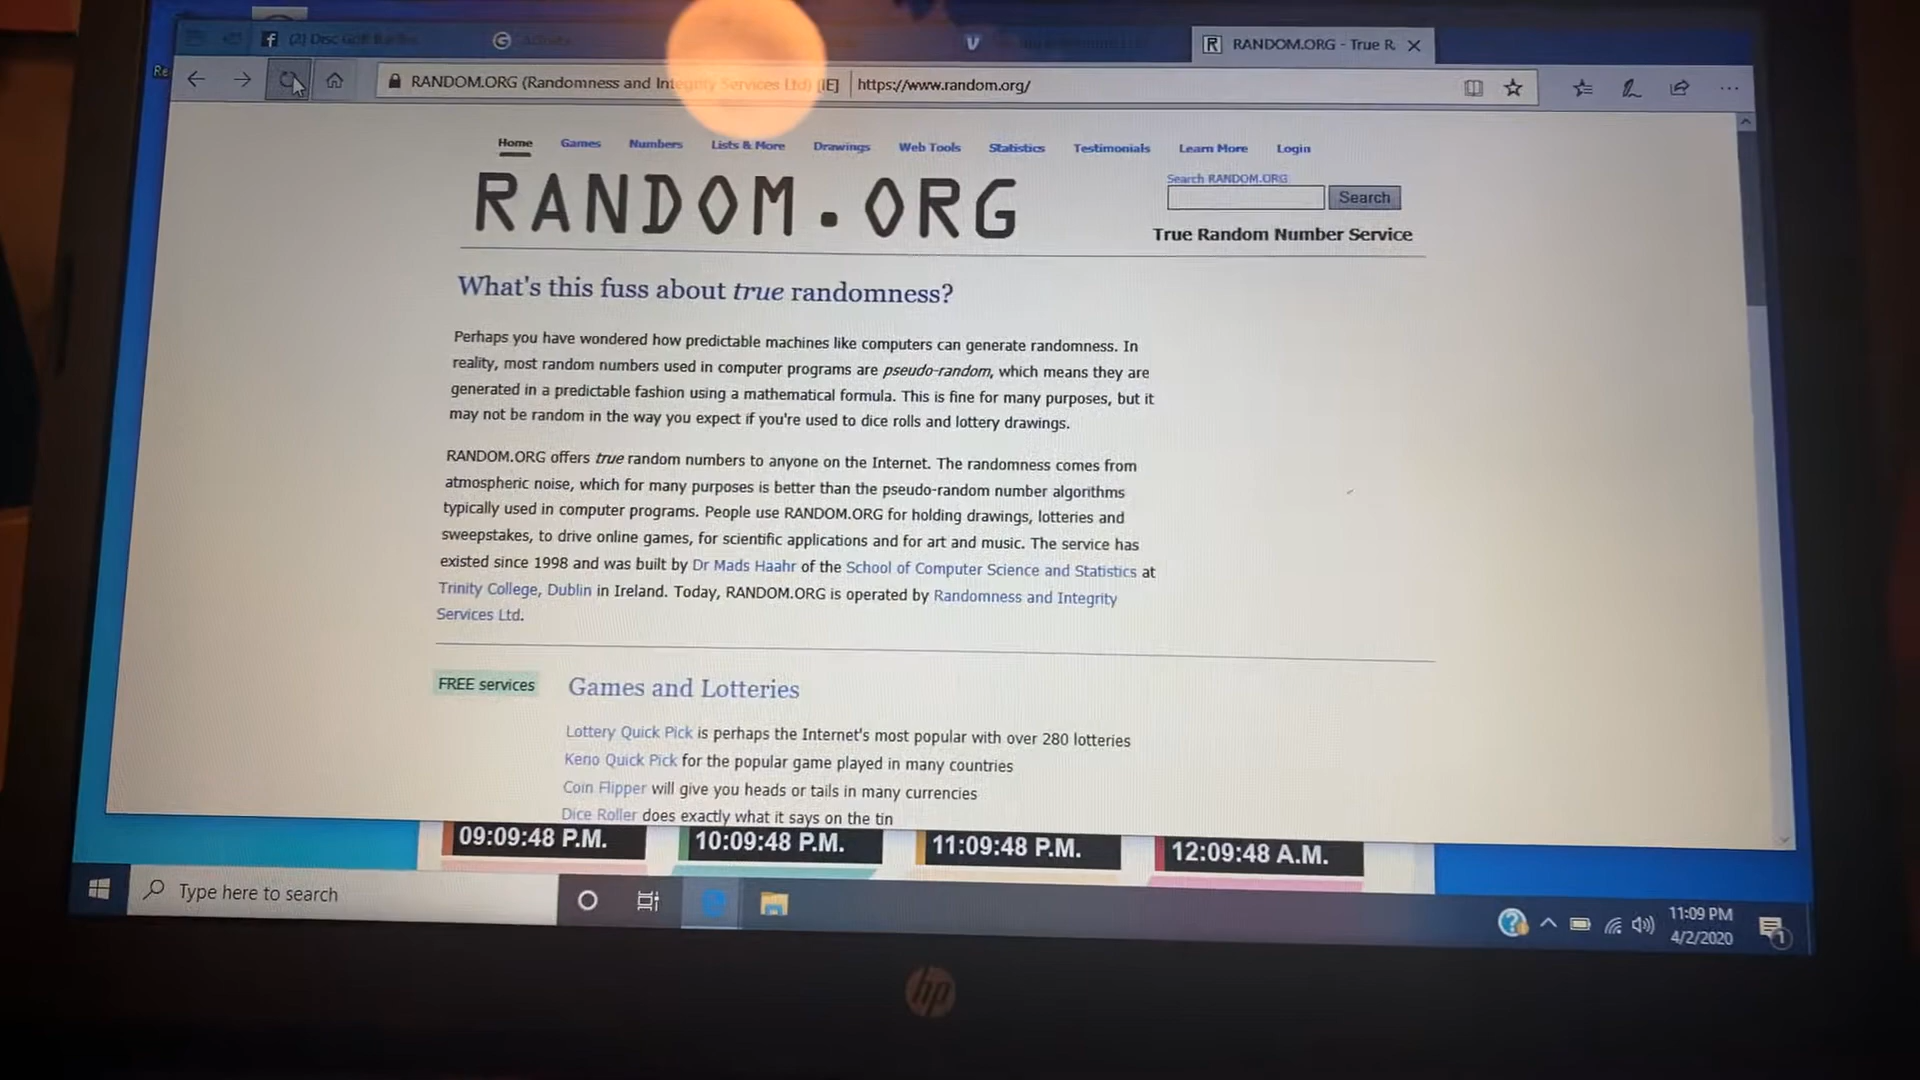 (2) Disc Golf
RANDOM.ORG - True R
Re
RANDOM.ORG (Randomness and Integrity Services Ltd) [IE] https://www.random.org/
Home Games Numbers Lists & More Drawings Web Tools Statistics Testimonials Learn More Login
RANDOM.ORG
Search RANDOM.ORG
Search
True Random Number Service
What's this fuss about true randomness?
Perhaps you have wondered how predictable machines like computers can generate randomness. In
reality, most random numbers used in computer programs are pseudo-random, which means they are
generated in a predictable fashion using a mathematical formula. This is fine for many purposes, but it
may not be random in the way you expect if you're used to dice rolls and lottery drawings.
RANDOM.ORG offers true random numbers to anyone on the Internet. The randomness comes from
atmospheric noise, which for many purposes is better than the pseudo-random number algorithms
typically used in computer programs. People use RANDOM.ORG for holding drawings, lotteries and
sweepstakes, to drive online games, for scientific applications and for art and music. The service has
existed since 1998 and was built by Dr Mads Haahr of the School of Computer Science and Statistics at
Trinity College, Dublin in Ireland. Today, RANDOM.ORG is operated by Randomness and Integrity
Services Ltd.
FREE services
Games and Lotteries
Lottery Quick Pick is perhaps the Internet's most popular with over 280 lotteries
Keno Quick Pick for the popular game played in many countries
Coin Flipper will give you heads or tails in many currencies
Dice Roller does exactly what it says on the tin
09:09:48 P.M. 10:09:48 P.M. 11:09:48 P.M. 12:09:48 A.M.
Type here to search
11:09 PM
4/2/2020
1
hp